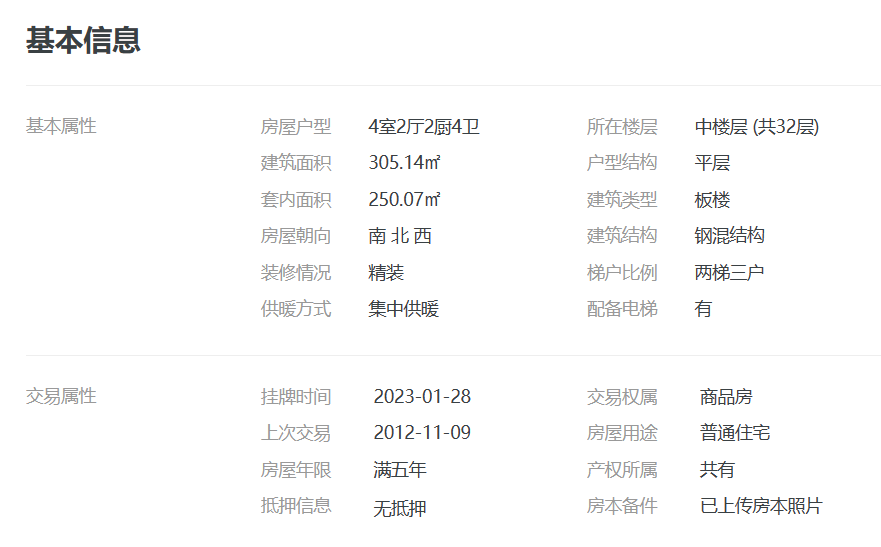 基本信息
基本属性 房屋户型 4室2厅2厨4卫 所在楼层 中楼层 (共32层)
建筑面积 305.14㎡ 户型结构 平层
套内面积 250.07㎡ 建筑类型 板楼
房屋朝向 南 北 西 建筑结构 钢混结构
装修情况 精装 梯户比例 两梯三户
供暖方式 集中供暖 配备电梯 有
交易属性 挂牌时间 2023-01-28 交易权属 商品房
上次交易 2012-11-09 房屋用途 普通住宅
房屋年限 满五年 产权所属 共有
抵押信息 无抵押 房本备件 已上传房本照片